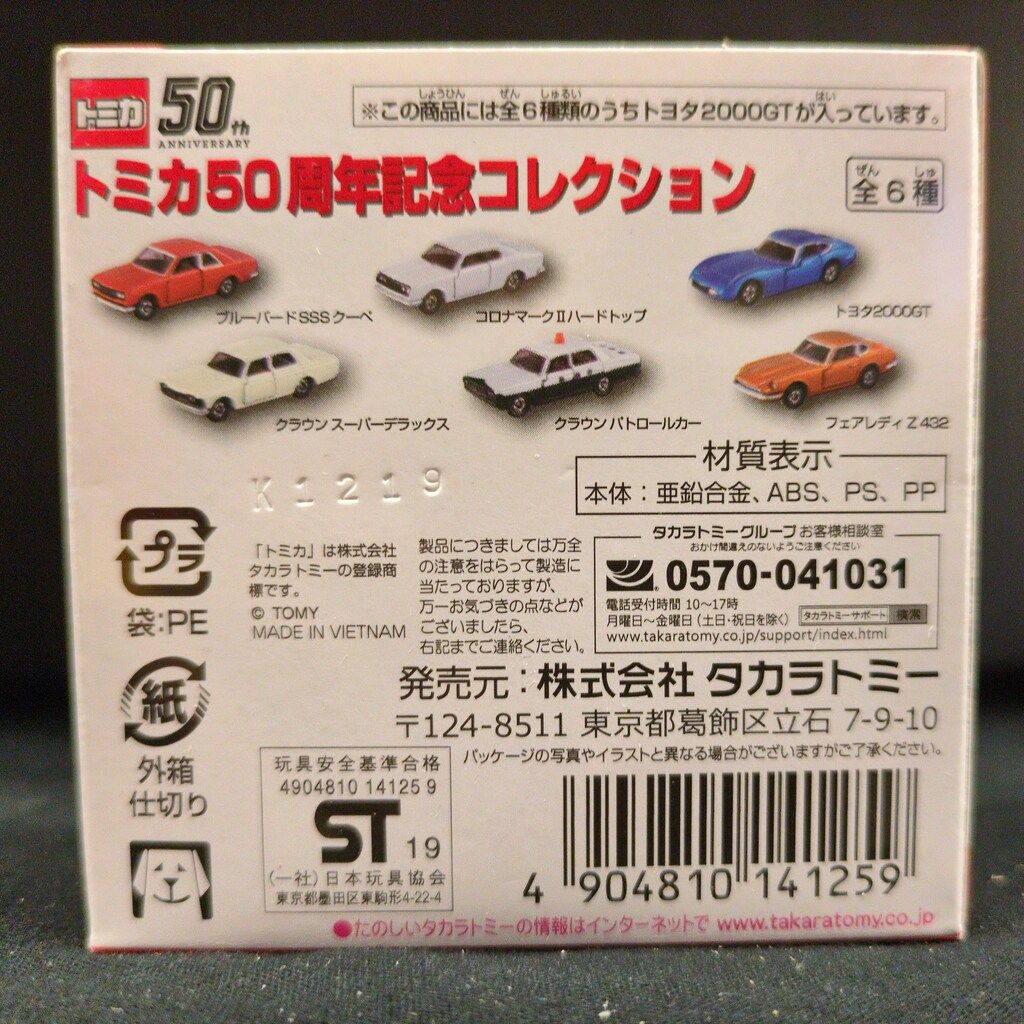 トミカ 50th ANNIVERSARY
※この商品には全6種類のうちトヨタ2000GTが入っています。
しょうひん ぜん しゅるい はい
トミカ50周年記念コレクション
ぜん しゅ
全6種
ブルーバードSSSクーペ
コロナマークⅡハードトップ
トヨタ2000GT
クラウン スーパーデラックス
クラウン パトロールカー
フェアレディ Z 432
K1219
材質表示
本体：亜鉛合金、ABS、PS、PP
プラ
袋:PE
「トミカ」は株式会社
タカラトミーの登録商
標です。
© TOMY
MADE IN VIETNAM
製品につきましては万全
の注意をはらって製造に
当たっておりますが、
万一お気づきの点などが
ございましたら、
右記までご連絡ください。
タカラトミーグループ お客様相談室
おかけ間違えのないようご注意ください
0570-041031
電話受付時間 10〜17時
月曜日〜金曜日（土日・祝日を除く）
タカラトミーサポート 検索
www.takaratomy.co.jp/support/index.html
発売元：株式会社 タカラトミー
〒124-8511 東京都葛飾区立石 7-9-10
パッケージの写真やイラストと異なる場合がございますがご了承ください。
紙
外箱
仕切り
玩具安全基準合格
4904810 14125 9
ST 19
(一社)日本玩具協会
東京都墨田区東駒形4-22-4
4 904810 141259
●たのしいタカラトミーの情報はインターネットで www.takaratomy.co.jp